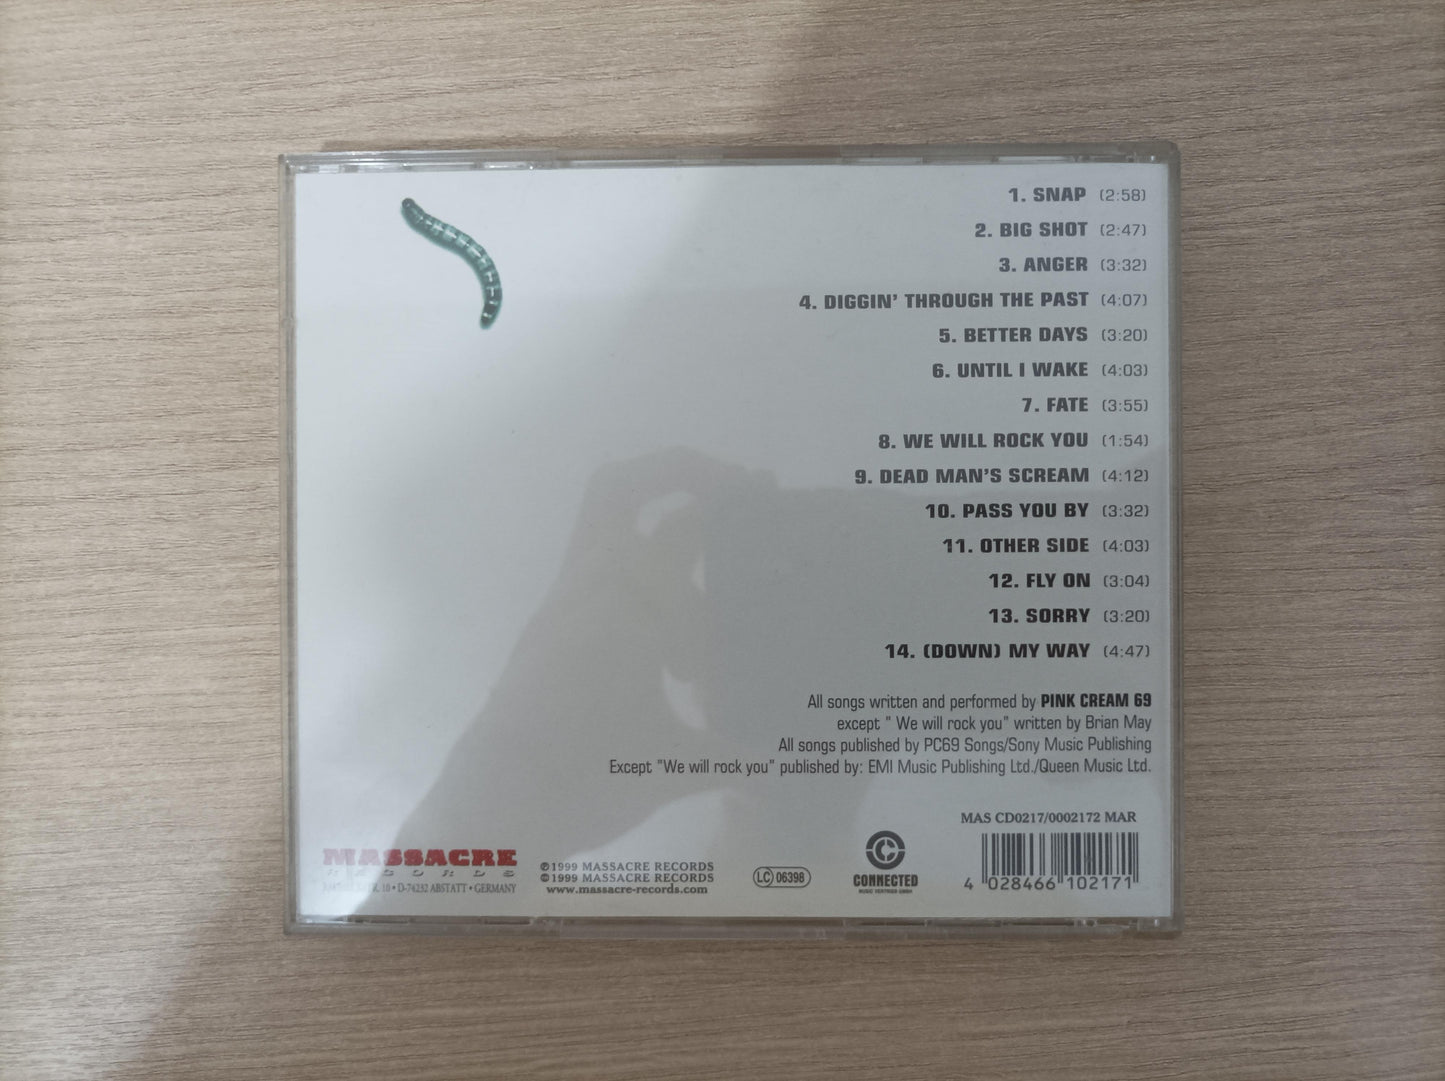 1. SNAP (2:58)
2. BIG SHOT (2:47)
3. ANGER (3:32)
4. DIGGIN' THROUGH THE PAST (4:07)
5. BETTER DAYS (3:20)
6. UNTIL I WAKE (4:03)
7. FATE (3:55)
8. WE WILL ROCK YOU (1:54)
9. DEAD MAN'S SCREAM (4:12)
10. PASS YOU BY (3:32)
11. OTHER SIDE (4:03)
12. FLY ON (3:04)
13. SORRY (3:20)
14. (DOWN) MY WAY (4:47)
All songs written and performed by PINK CREAM 69
except " We will rock you" written by Brian May
All songs published by PC69 Songs/Sony Music Publishing
Except "We will rock you" published by: EMI Music Publishing Ltd./Queen Music Ltd.
MAS CD0217/0002172 MAR
MASSACRE
RECORDS
10 • D-74232 ABSTATT • GERMANY
℗1999 MASSACRE RECORDS
©1999 MASSACRE RECORDS
www.massacre-records.com
LC 06398
CONNECTED
MUSIC VERTRIEB GMBH
4 028466 102171